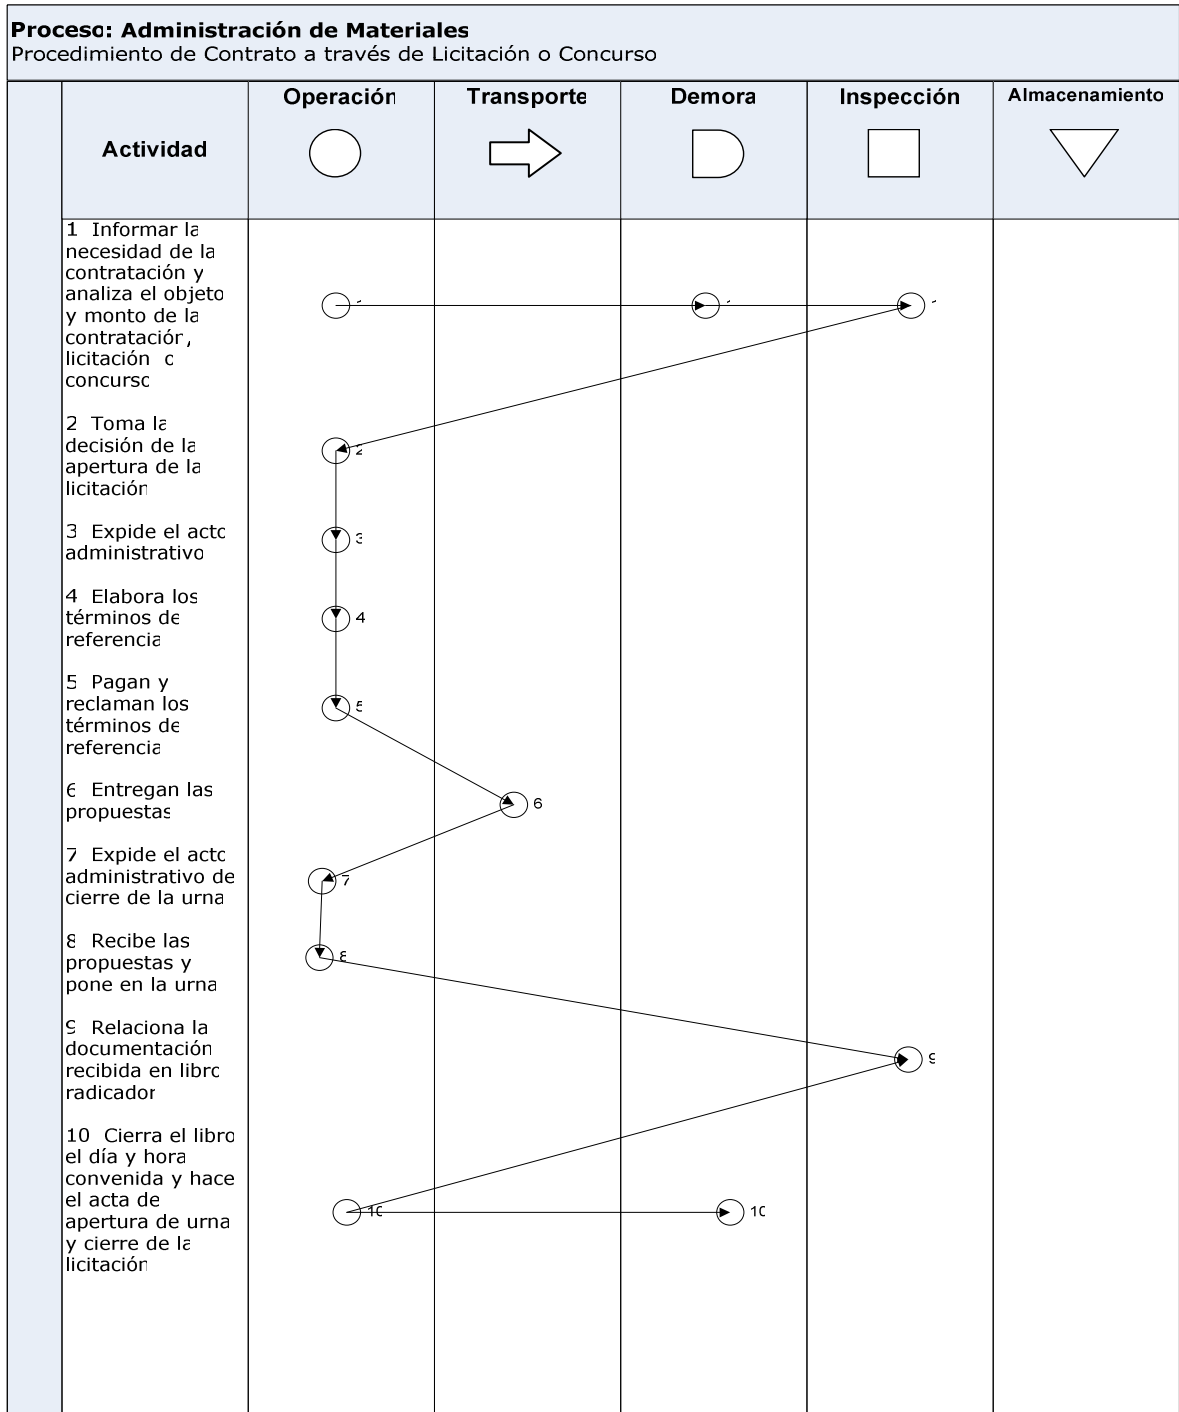 Proceso: Administración de Materiales
Procedimiento de Contrato a través de Licitación o Concurso
Actividad
Operación
Transporte
Demora
Inspección
Almacenamiento
1 Informar la
necesidad de la
contratación y
analiza el objeto
y monto de la
contratación,
licitación o
concurso
2 Toma la
decisión de la
apertura de la
licitación
3 Expide el acto
administrativo
4 Elabora los
términos de
referencia
5 Pagan y
reclaman los
términos de
referencia
6 Entregan las
propuestas
7 Expide el acto
administrativo de
cierre de la urna
8 Recibe las
propuestas y
pone en la urna
9 Relaciona la
documentación
recibida en libro
radicador
10 Cierra el libro
el día y hora
convenida y hace
el acta de
apertura de urna
y cierre de la
licitación
2
3
4
5
6
7
8
9
10
10